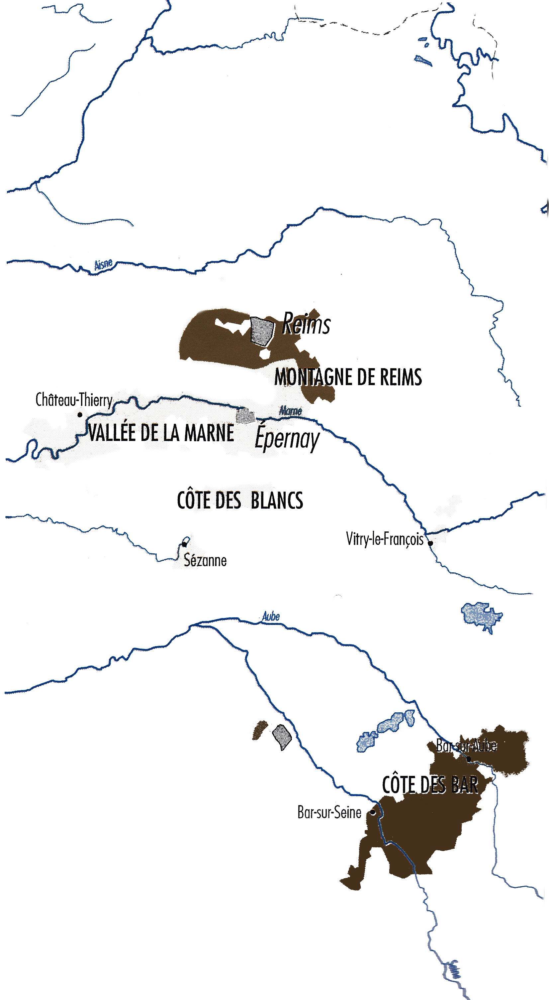 Aisne
Reims
MONTAGNE DE REIMS
Château-Thierry
Marne
VALLÉE DE LA MARNE
Épernay
CÔTE DES BLANCS
Vitry-le-François
Sézanne
Aube
Bar-sur-Aube
CÔTE DES BAR
Bar-sur-Seine